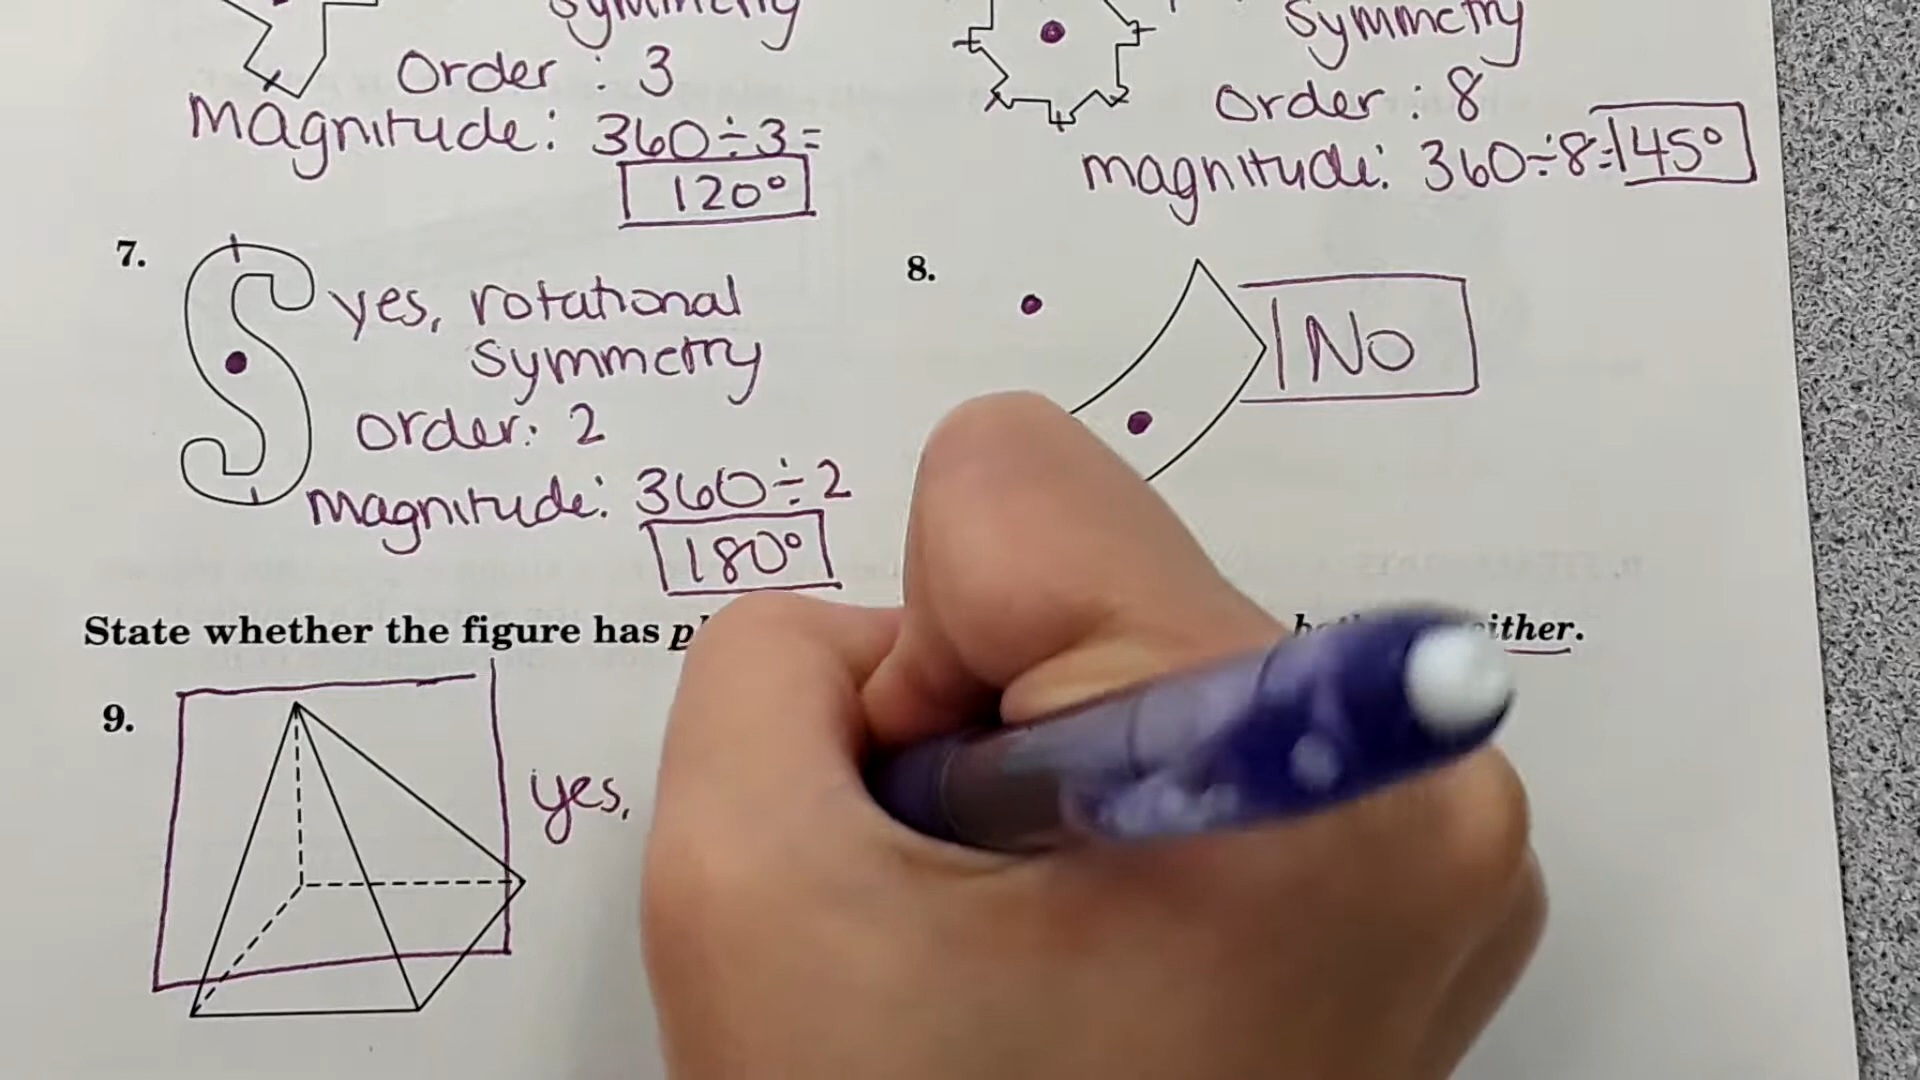 symmetry
Order : 3
magnitude: 360÷3=
120°
symmetry
order : 8
magnitude: 360÷8=45°
7.
yes, rotational
symmetry
order: 2
magnitude: 360÷2
180°
8.
No
State whether the figure has
9.
yes,